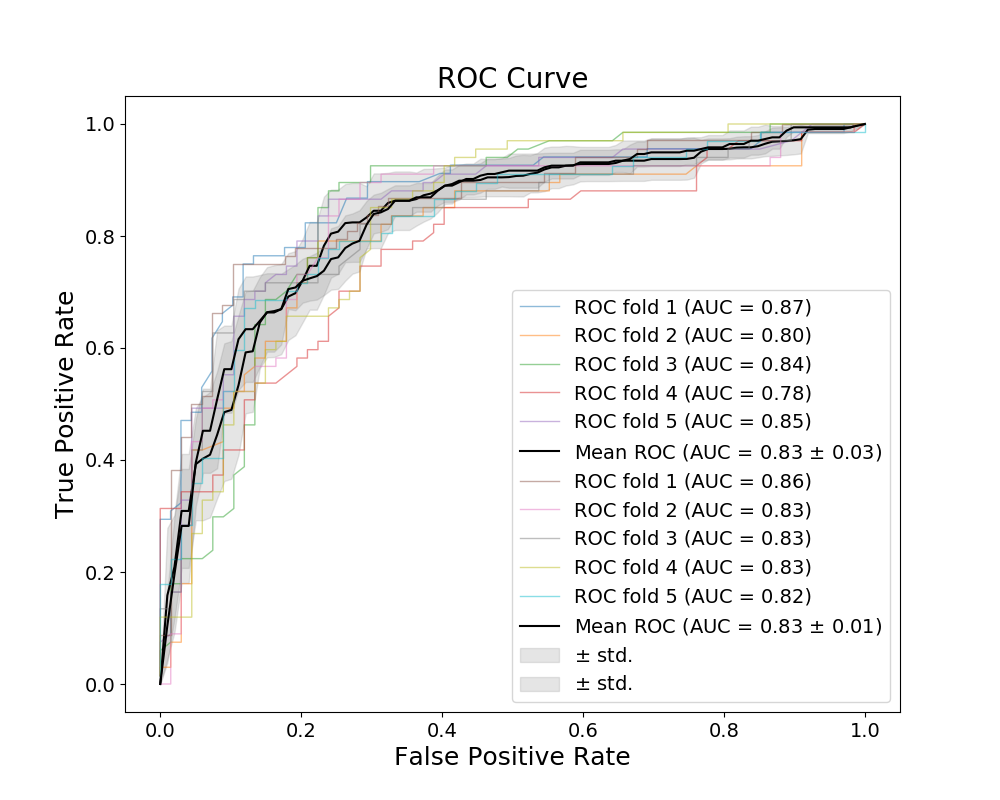 ROC Curve
True Positive Rate
1.0
0.8
0.6
0.4
0.2
0.0
ROC fold 1 (AUC = 0.87)
ROC fold 2 (AUC = 0.80)
ROC fold 3 (AUC = 0.84)
ROC fold 4 (AUC = 0.78)
ROC fold 5 (AUC = 0.85)
Mean ROC (AUC = 0.83 ± 0.03)
ROC fold 1 (AUC = 0.86)
ROC fold 2 (AUC = 0.83)
ROC fold 3 (AUC = 0.83)
ROC fold 4 (AUC = 0.83)
ROC fold 5 (AUC = 0.82)
Mean ROC (AUC = 0.83 ± 0.01)
± std.
± std.
0.0 0.2 0.4 0.6 0.8 1.0
False Positive Rate